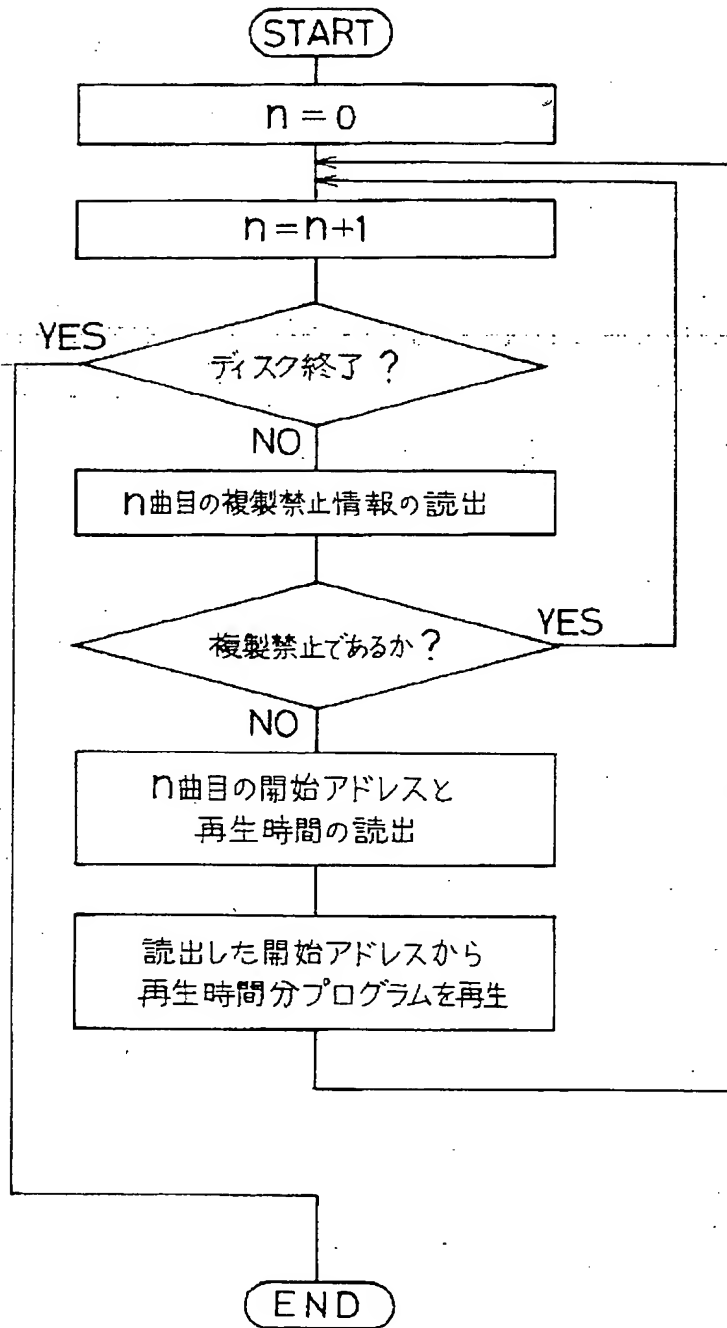 START
n=0
n=n+1
YES
ディスク終了?
NO
n曲目の複製禁止情報の読出
YES
複製禁止であるか?
NO
n曲目の開始アドレスと
再生時間の読出
読出した開始アドレスから
再生時間分プログラムを再生
END